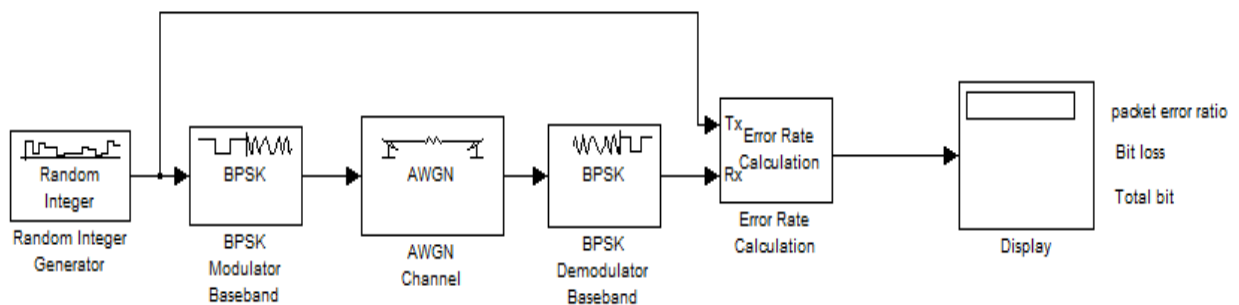 Random
Integer
Random Integer
Generator
BPSK
BPSK
Modulator
Baseband
AWGN
AWGN
Channel
BPSK
BPSK
Demodulator
Baseband
Tx
Rx
Error Rate
Calculation
Error Rate
Calculation
Display
packet error ratio
Bit loss
Total bit